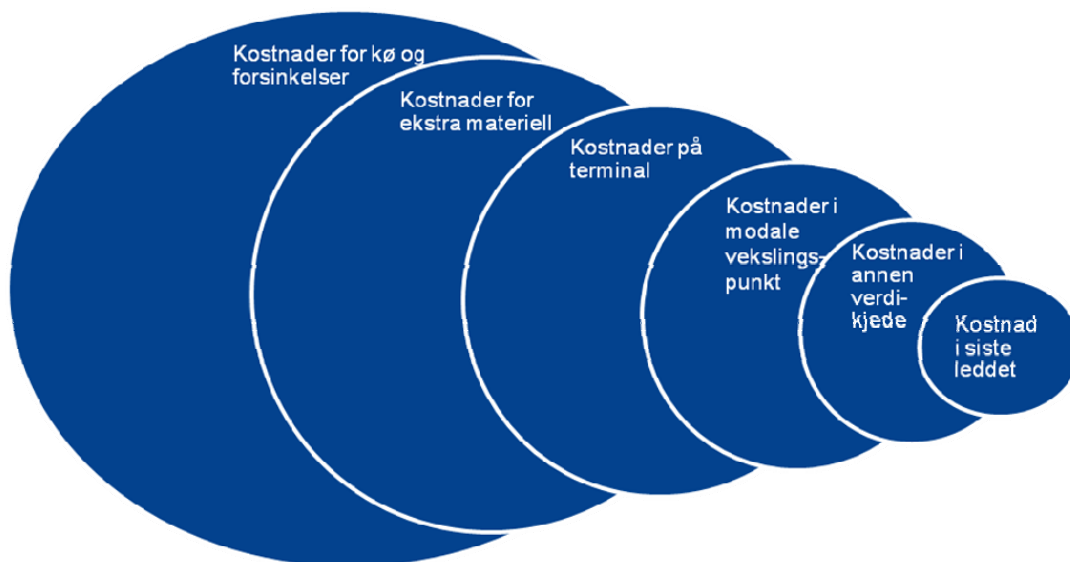 Kostnader for kø og
forsinkelser
Kostnader for
ekstra materiell
Kostnader på
terminal
Kostnader i
modale
vekslings-
punkt
Kostnader i
annen
verdi-
kjede
Kostnad
i siste
leddet